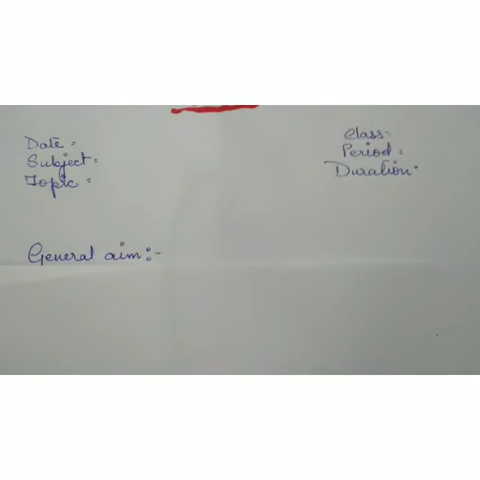 Date :
Subject :
Topic :
Class :
Period :
Duration :
General aim :-